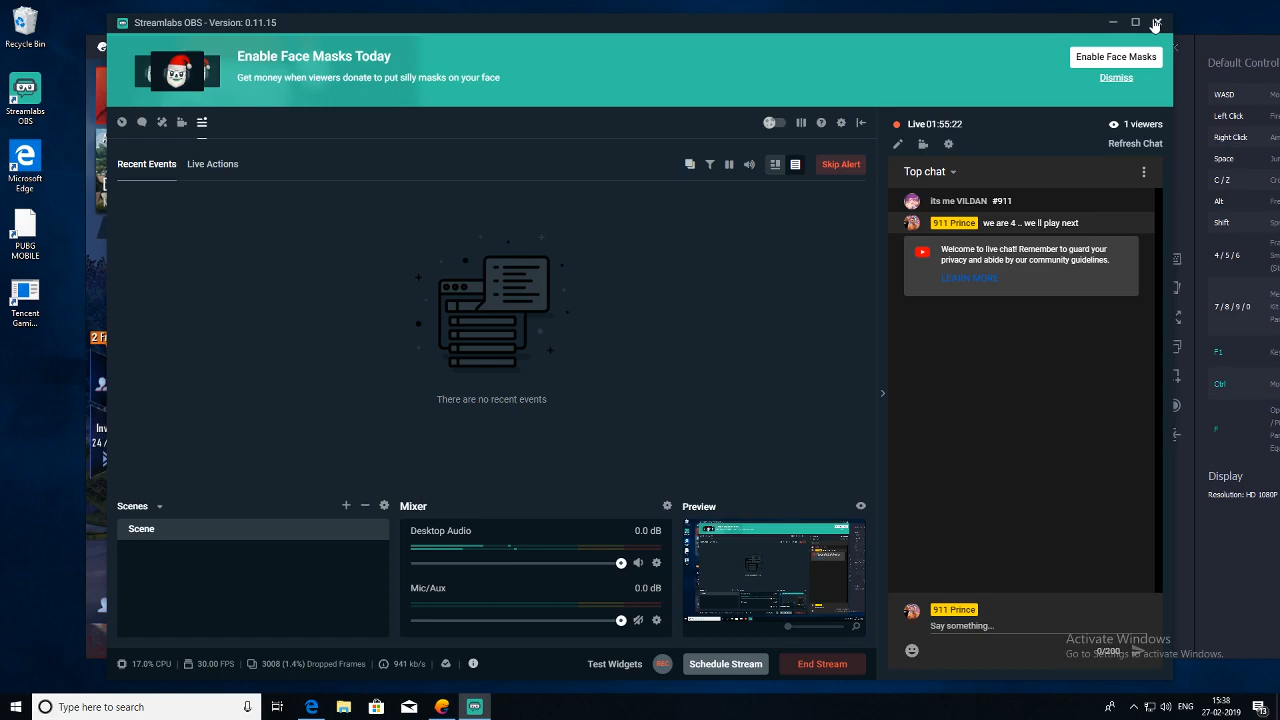 Recycle Bin
Streamlabs OBS
Microsoft Edge
PUBG MOBILE
Tencent Gami...
Streamlabs OBS - Version: 0.11.15
Enable Face Masks Today
Get money when viewers donate to put silly masks on your face
Enable Face Masks
Dismiss
Recent Events
Live Actions
Skip Alert
There are no recent events
Scenes
Scene
Mixer
Desktop Audio
0.0 dB
Mic/Aux
0.0 dB
Preview
17.0% CPU
30.00 FPS
3008 (1.4%) Dropped Frames
941 kb/s
Test Widgets
REC
Schedule Stream
End Stream
Live 01:55:22
1 viewers
Refresh Chat
Top chat
its me VILDAN #911
911 Prince we are 4 .. we ll play next
Welcome to live chat! Remember to guard your
privacy and abide by our community guidelines.
LEARN MORE
911 Prince
Say something...
0/200
Activate Windows
Go to Settings to activate Windows.
Default Control
WASD
Left Click
Right Click
Space
C / Z
Alt
Shift
4 / 5 / 6
7 / 8 / 9 / 0
F1
Ctrl
F
Display
Resolution: HD 1080P
Type here to search
ENG
15:38
27-02-2019